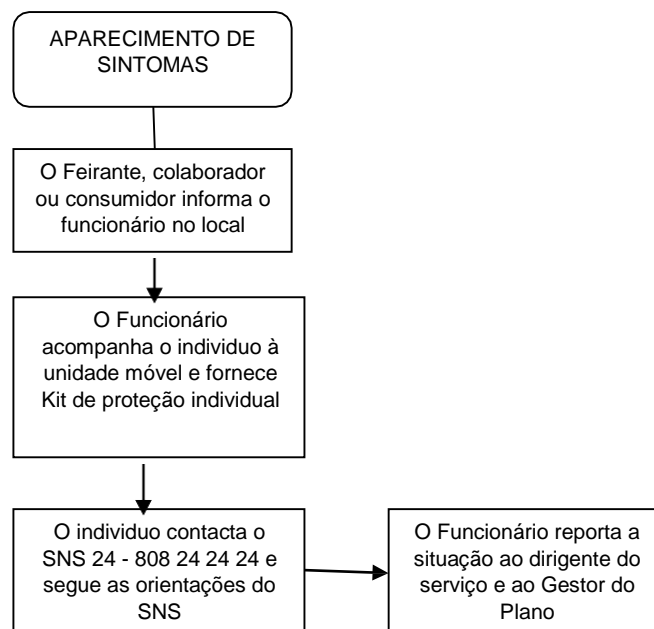 APARECIMENTO DE
SINTOMAS
O Feirante, colaborador
ou consumidor informa o
funcionário no local
O Funcionário
acompanha o individuo à
unidade móvel e fornece
Kit de proteção individual
O individuo contacta o
SNS 24 - 808 24 24 24 e
segue as orientações do
SNS
O Funcionário reporta a
situação ao dirigente do
serviço e ao Gestor do
Plano